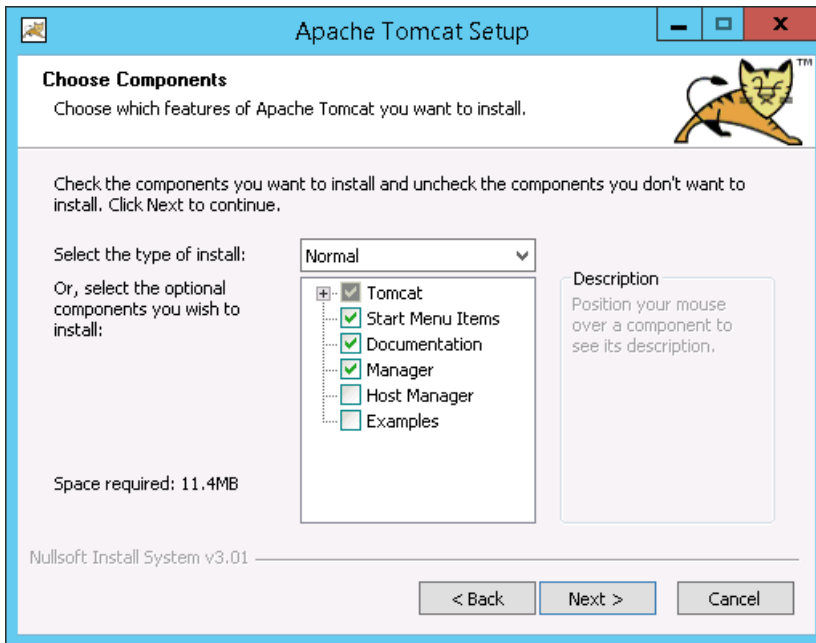 Apache Tomcat Setup
Choose Components
Choose which features of Apache Tomcat you want to install.
TM
Check the components you want to install and uncheck the components you don't want to
install. Click Next to continue.
Select the type of install:
Normal
Or, select the optional
components you wish to
install:
Tomcat
Start Menu Items
Documentation
Manager
Host Manager
Examples
Description
Position your mouse
over a component to
see its description.
Space required: 11.4MB
Nullsoft Install System v3.01
< Back
Next >
Cancel